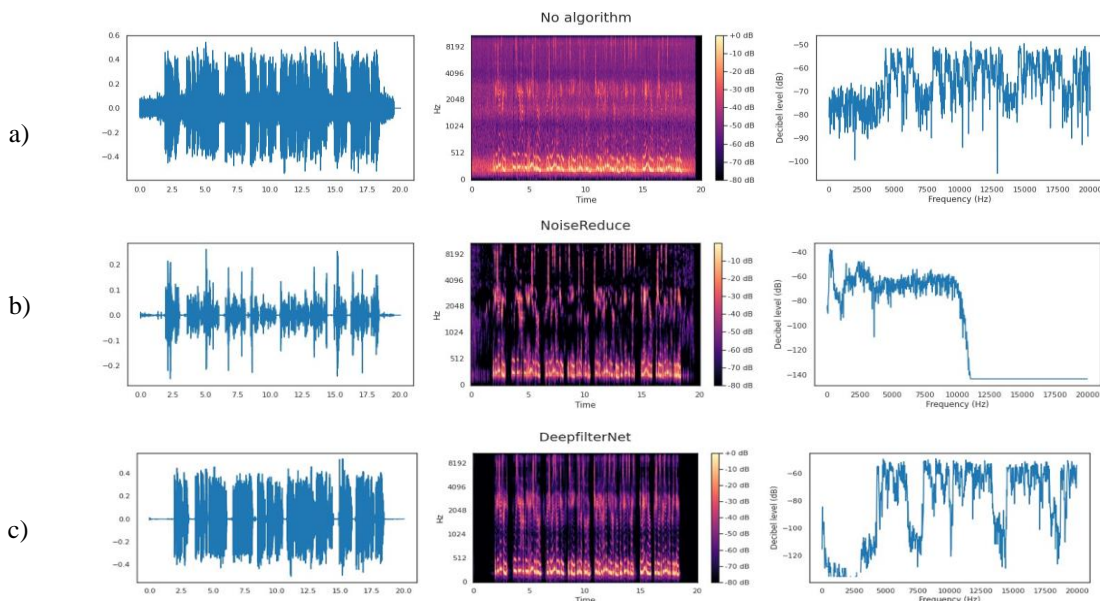 a)
No algorithm
0.6
0.4
0.2
0.0
−0.2
−0.4
0.0 2.5 5.0 7.5 10.0 12.5 15.0 17.5 20.0
Hz
8192
4096
2048
1024
512
0
0 5 10 15 20
Time
+0 dB
-10 dB
-20 dB
-30 dB
-40 dB
-50 dB
-60 dB
-70 dB
-80 dB
Decibel level (dB)
−50
−60
−70
−80
−90
−100
0 2500 5000 7500 10000 12500 15000 17500 20000
Frequency (Hz)
b)
NoiseReduce
0.2
0.1
0.0
−0.1
−0.2
0.0 2.5 5.0 7.5 10.0 12.5 15.0 17.5 20.0
Hz
8192
4096
2048
1024
512
0
0 5 10 15 20
Time
-10 dB
-20 dB
-30 dB
-40 dB
-50 dB
-60 dB
-70 dB
-80 dB
Decibel level (dB)
−40
−60
−80
−100
−120
−140
0 2500 5000 7500 10000 12500 15000 17500 20000
Frequency (Hz)
c)
DeepfilterNet
0.4
0.2
0.0
−0.2
−0.4
0.0 2.5 5.0 7.5 10.0 12.5 15.0 17.5 20.0
Hz
8192
4096
2048
1024
512
0
0 5 10 15 20
Time
+0 dB
-10 dB
-20 dB
-30 dB
-40 dB
-50 dB
-60 dB
-70 dB
-80 dB
Decibel level (dB)
−60
−80
−100
−120
0 2500 5000 7500 10000 12500 15000 17500 20000
Frequency (Hz)